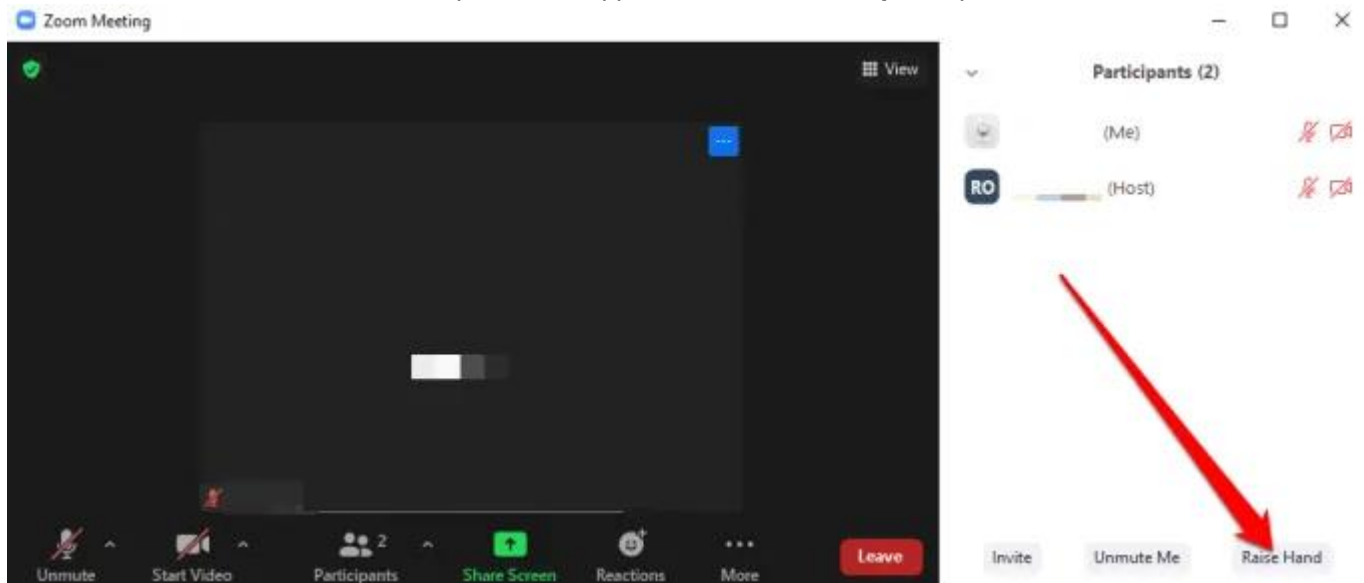 Zoom Meeting
View
Participants (2)
(Me)
RO (Host)
2
Unmute Start Video Participants Share Screen Reactions More Leave
Invite Unmute Me Raise Hand